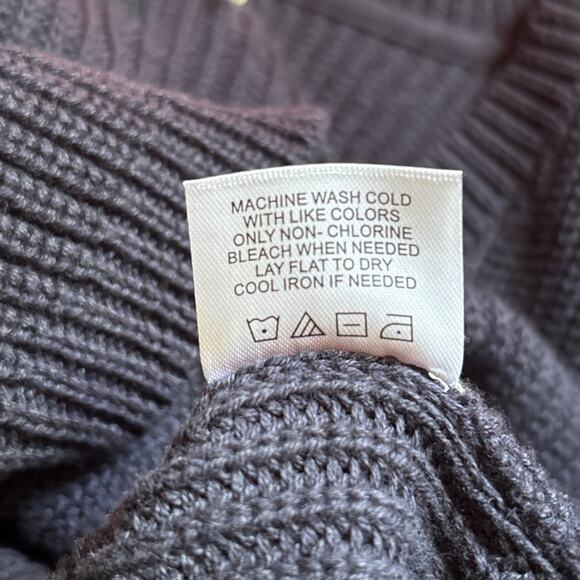 MACHINE WASH COLD
WITH LIKE COLORS
ONLY NON- CHLORINE
BLEACH WHEN NEEDED
LAY FLAT TO DRY
COOL IRON IF NEEDED